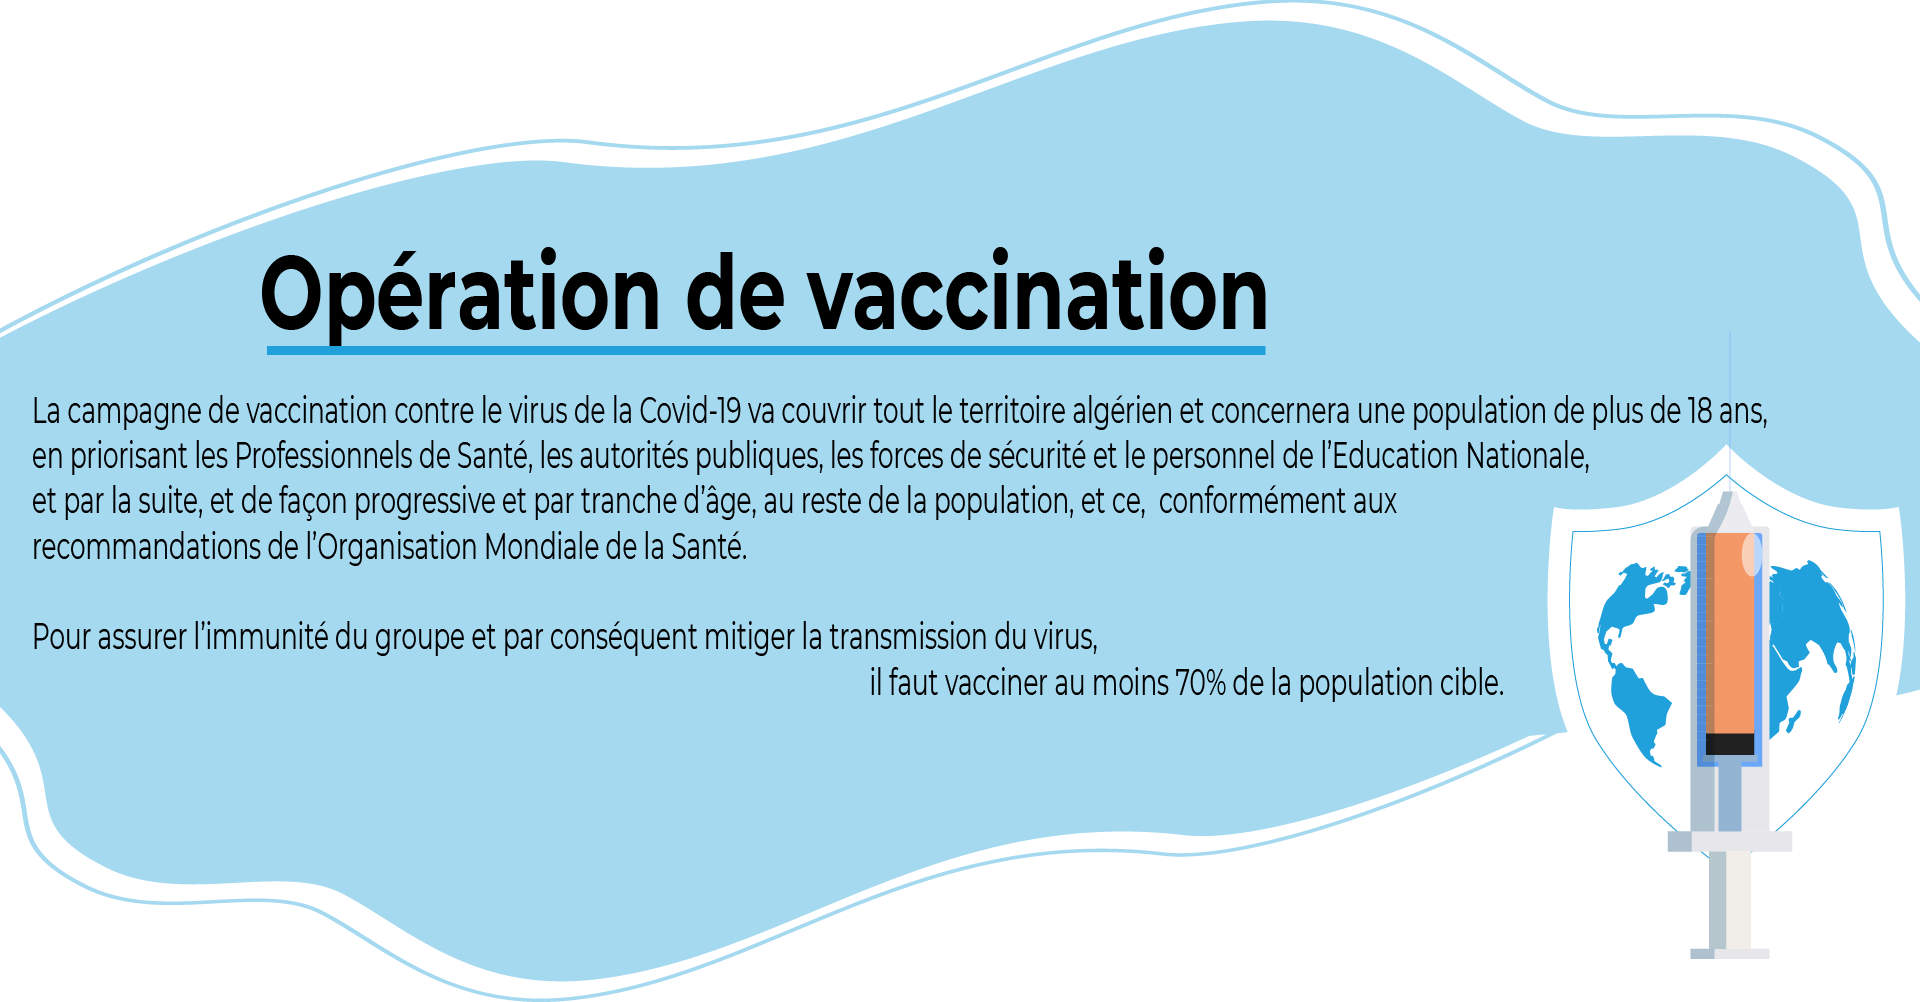 Opération de vaccination
La campagne de vaccination contre le virus de la Covid-19 va couvrir tout le territoire algérien et concernera une population de plus de 18 ans,
en priorisant les Professionnels de Santé, les autorités publiques, les forces de sécurité et le personnel de l’Education Nationale,
et par la suite, et de façon progressive et par tranche d’âge, au reste de la population, et ce,  conformément aux
recommandations de l’Organisation Mondiale de la Santé.
Pour assurer l’immunité du groupe et par conséquent mitiger la transmission du virus,
il faut vacciner au moins 70% de la population cible.